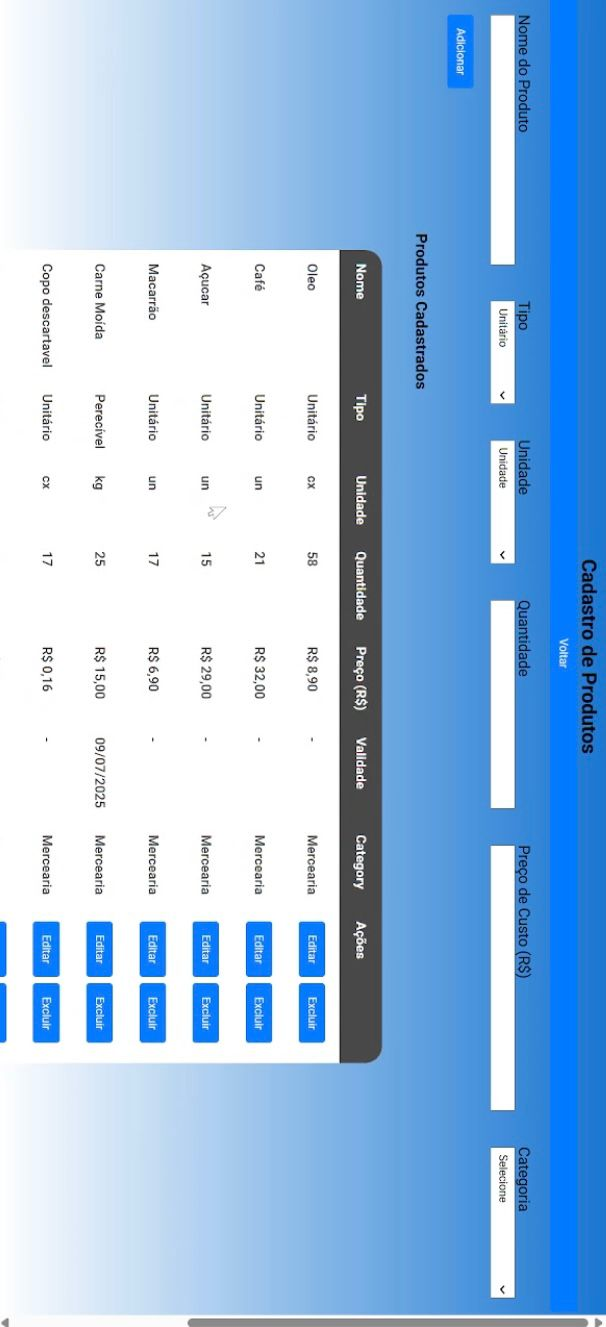 Cadastro de Produtos
Voltar
Nome do Produto Tipo Unidade Quantidade Preço de Custo (R$) Categoria
Unitário Unidade Selecione
Adicionar
Produtos Cadastrados
Nome Tipo Unidade Quantidade Preço (R$) Validade Category Ações
Oleo Unitário cx 58 R$ 8,90 - Mercearia Editar Excluir
Café Unitário un 21 R$ 32,00 - Mercearia Editar Excluir
Açucar Unitário un 15 R$ 29,00 - Mercearia Editar Excluir
Macarrão Unitário un 17 R$ 6,90 - Mercearia Editar Excluir
Carne Moída Perecível kg 25 R$ 15,00 09/07/2025 Mercearia Editar Excluir
Copo descartavel Unitário cx 17 R$ 0,16 - Mercearia Editar Excluir